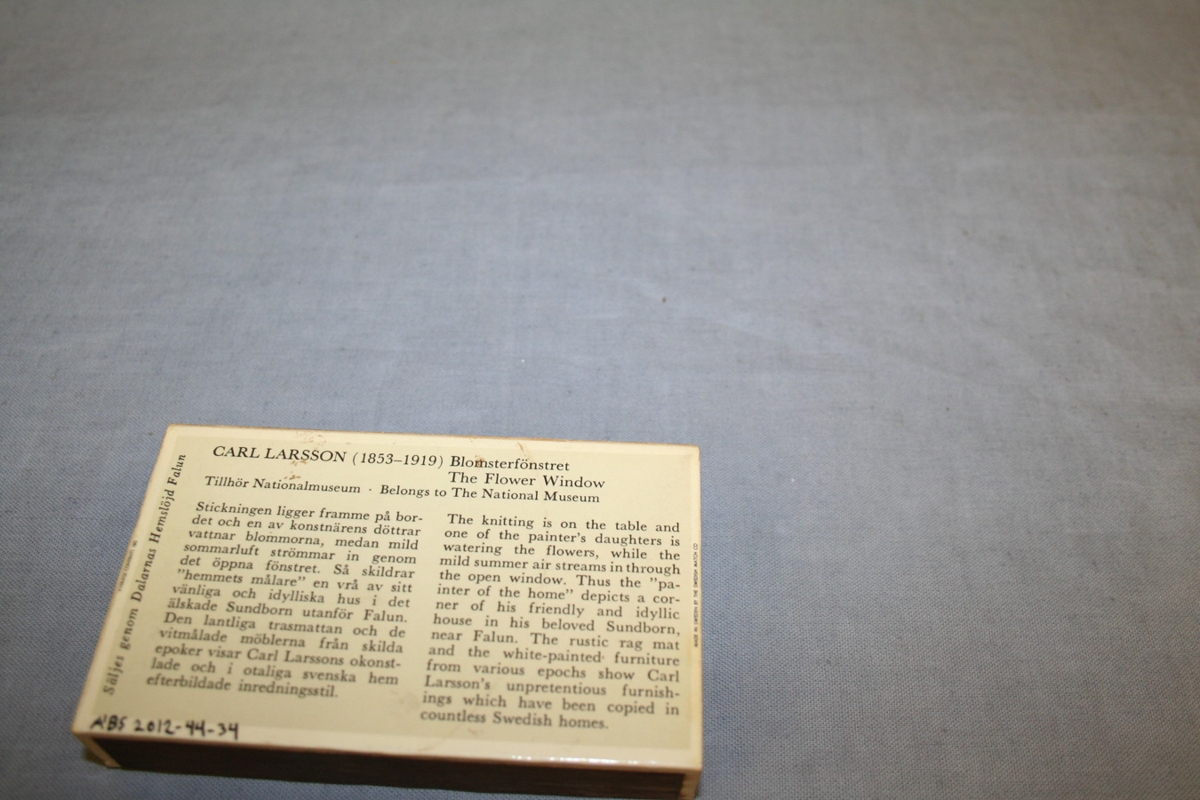 CARL LARSSON (1853–1919) Blomsterfönstret
The Flower Window
Tillhör Nationalmuseum · Belongs to The National Museum
Stickningen ligger framme på bor-
det och en av konstnärens döttrar
vattnar blommorna, medan mild
sommarluft strömmar in genom
det öppna fönstret. Så skildrar
"hemmets målare" en vrå av sitt
vänliga och idylliska hus i det
älskade Sundborn utanför Falun.
Den lantliga trasmattan och de
vitmålade möblerna från skilda
epoker visar Carl Larssons okonst-
lade och i otaliga svenska hem
efterbildade inredningsstil.
The knitting is on the table and
one of the painter's daughters is
watering the flowers, while the
mild summer air streams in through
the open window. Thus the "pa-
inter of the home" depicts a cor-
ner of his friendly and idyllic
house in his beloved Sundborn,
near Falun. The rustic rag mat
and the white-painted furniture
from various epochs show Carl
Larsson's unpretentious furnish-
ings which have been copied in
countless Swedish homes.
Säljes genom Dalarnas Hemslöjd Falun
ABS 2012-44-34